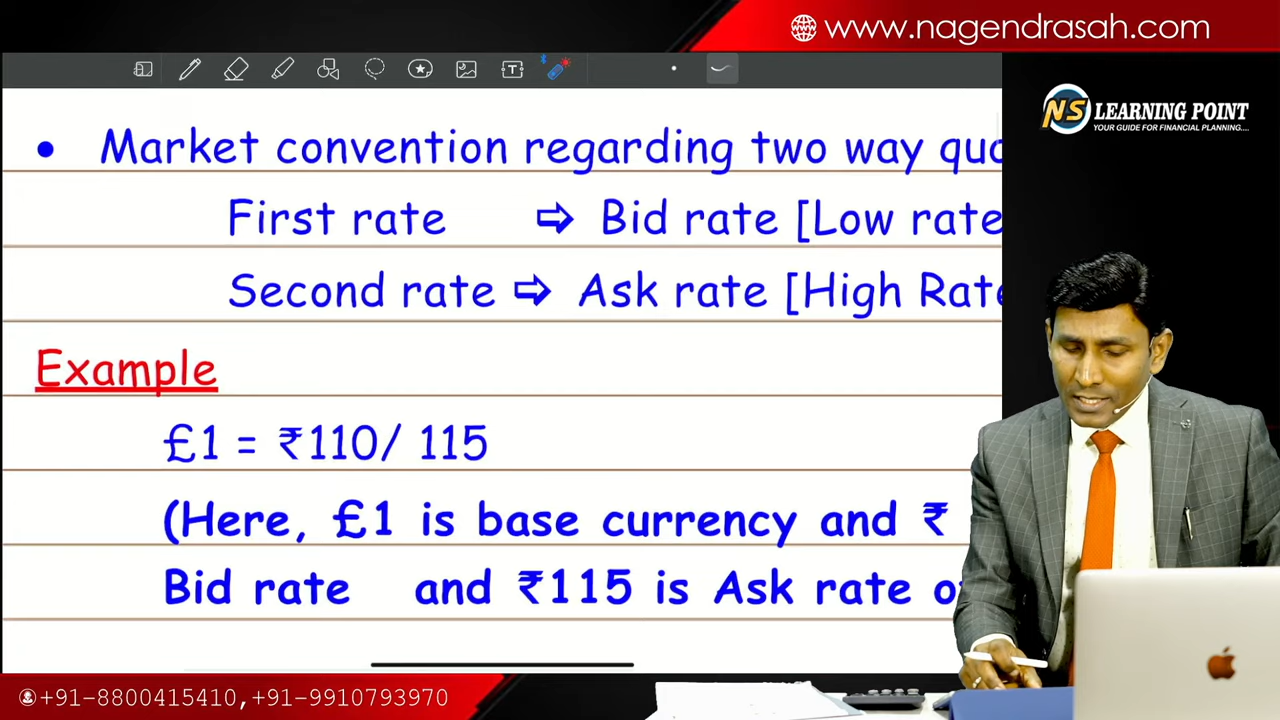 www.nagendrasah.com
NS LEARNING POINT
YOUR GUIDE FOR FINANCIAL PLANNING....
• Market convention regarding two way
First rate ⇨ Bid rate [Low rate
Second rate ⇨ Ask rate [High Rate
Example
£1 = ₹110/ 115
(Here, £1 is base currency and ₹
Bid rate and ₹115 is Ask rate
+91-8800415410,+91-9910793970